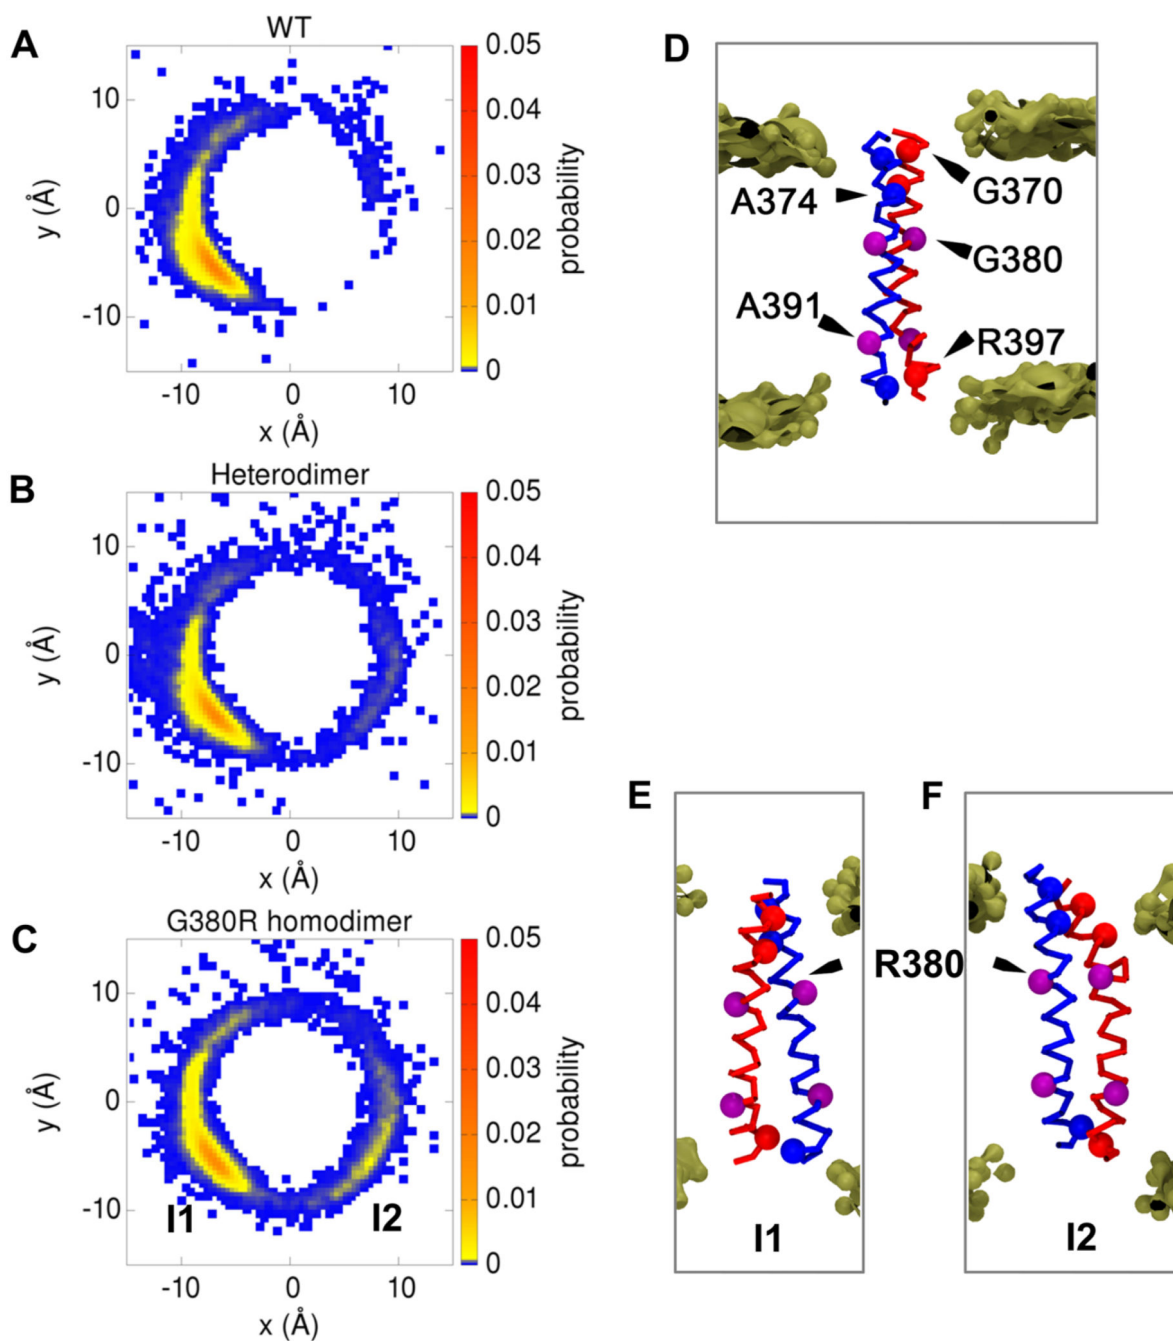 A
WT
10
0
-10
y (Å)
-10
0
10
x (Å)
0.05
0.04
0.03
0.02
0.01
0
probability
B
Heterodimer
10
0
-10
y (Å)
-10
0
10
x (Å)
0.05
0.04
0.03
0.02
0.01
0
probability
C
G380R homodimer
10
0
-10
y (Å)
I1
I2
-10
0
10
x (Å)
0.05
0.04
0.03
0.02
0.01
0
probability
D
A374
G370
G380
A391
R397
E
F
R380
I1
I2